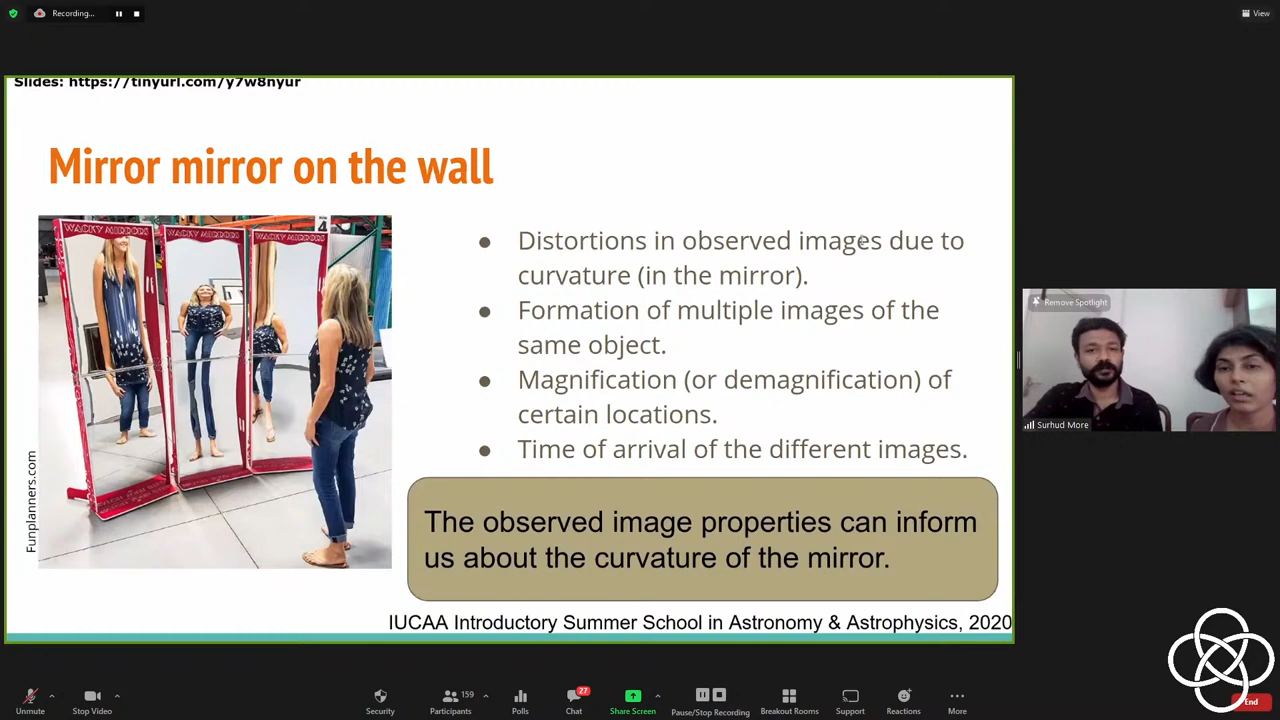 Recording...
View
Slides: https://tinyurl.com/y7w8nyur
Mirror mirror on the wall
WACKY MIRRORS
WACKY MIRRORS
WACKY MIRRORS
4
Funplanners.com
● Distortions in observed images due to
curvature (in the mirror).
● Formation of multiple images of the
same object.
● Magnification (or demagnification) of
certain locations.
● Time of arrival of the different images.
The observed image properties can inform
us about the curvature of the mirror.
IUCAA Introductory Summer School in Astronomy & Astrophysics, 2020
Remove Spotlight
Surhud More
159
27
Unmute
Stop Video
Security
Participants
Polls
Chat
Share Screen
Pause/Stop Recording
Breakout Rooms
Support
Reactions
More
End